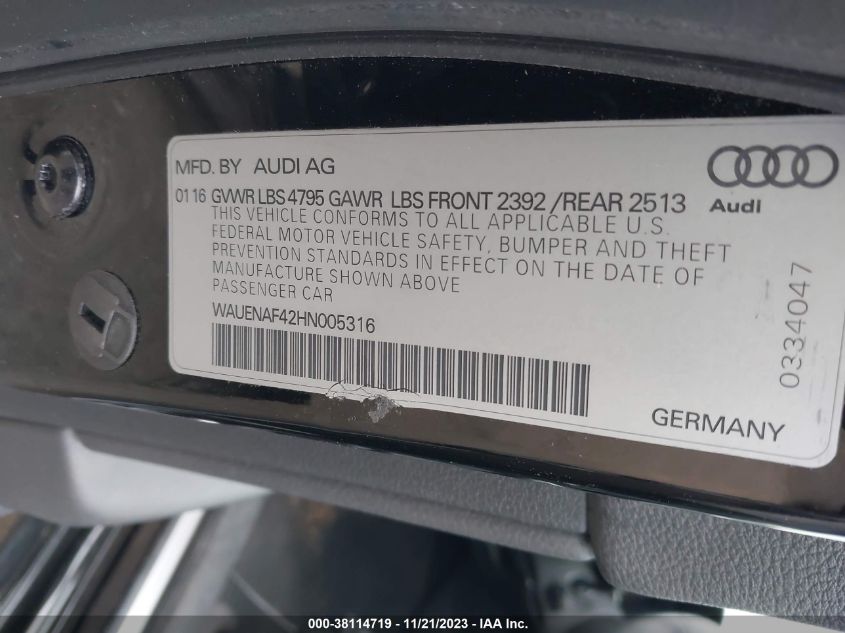 MFD. BY AUDI AG
01 16 GVWR LBS 4795 GAWR LBS FRONT 2392 /REAR 2513
THIS VEHICLE CONFORMS TO ALL APPLICABLE U.S.
FEDERAL MOTOR VEHICLE SAFETY, BUMPER AND THEFT
PREVENTION STANDARDS IN EFFECT ON THE DATE OF
MANUFACTURE SHOWN ABOVE
PASSENGER CAR
WAUENAF42HN005316
Audi
0334047
GERMANY
000-38114719 - 11/21/2023 - IAA Inc.